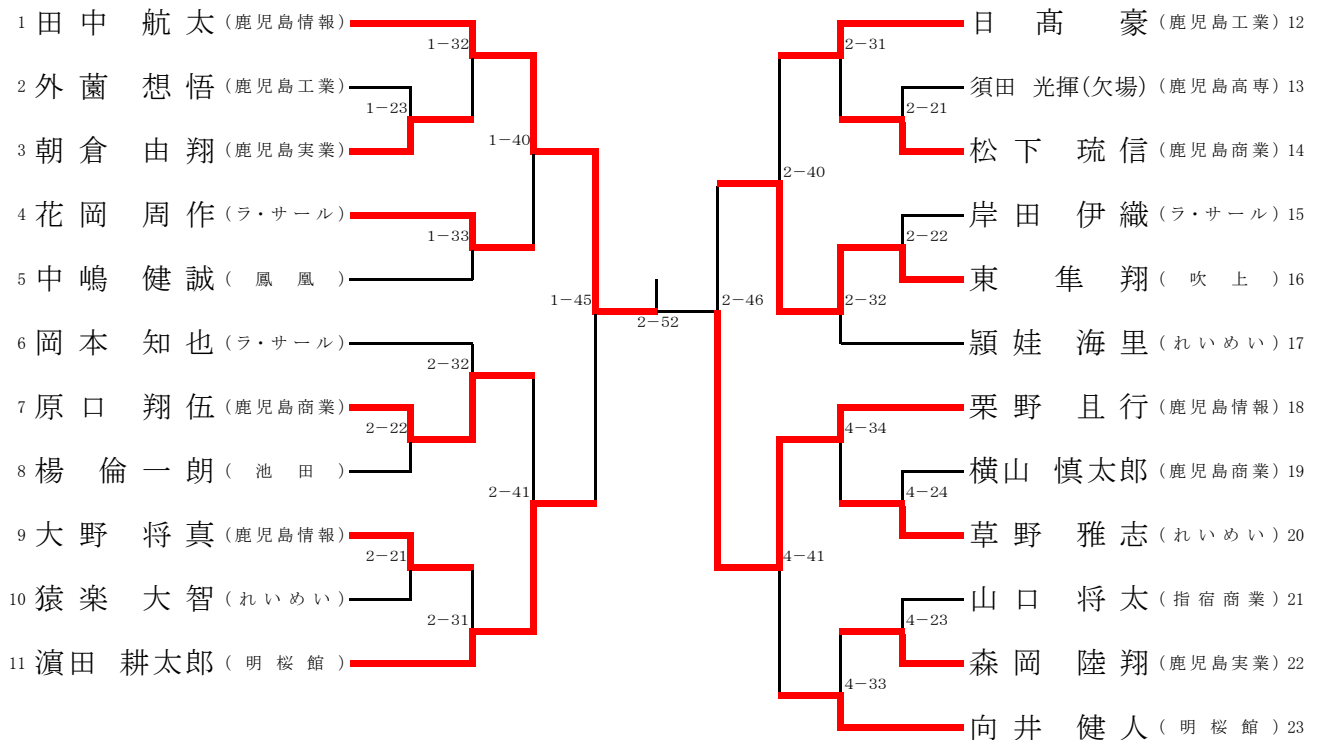 1 田中 航太 (鹿児島情報)
1-32
2 外薗 想悟 (鹿児島工業)
1-23
3 朝倉 由翔 (鹿児島実業)
1-40
4 花岡 周作 (ラ・サール)
1-33
5 中嶋 健誠 (鳳凰)
1-45
6 岡本 知也 (ラ・サール)
2-32
7 原口 翔伍 (鹿児島商業)
2-22
8 楊 倫一朗 (池田)
2-41
9 大野 将真 (鹿児島情報)
2-21
10 猿楽 大智 (れいめい)
2-31
11 濵田 耕太郎 (明桜館)
2-52
日髙 豪 (鹿児島工業) 12
2-31
須田 光揮(欠場) (鹿児島高専) 13
2-21
松下 琉信 (鹿児島商業) 14
2-40
岸田 伊織 (ラ・サール) 15
2-22
東 隼翔 (吹上) 16
2-46
2-32
頴娃 海里 (れいめい) 17
栗野 且行 (鹿児島情報) 18
4-34
横山 慎太郎 (鹿児島商業) 19
4-24
草野 雅志 (れいめい) 20
4-41
山口 将太 (指宿商業) 21
4-23
森岡 陸翔 (鹿児島実業) 22
4-33
向井 健人 (明桜館) 23